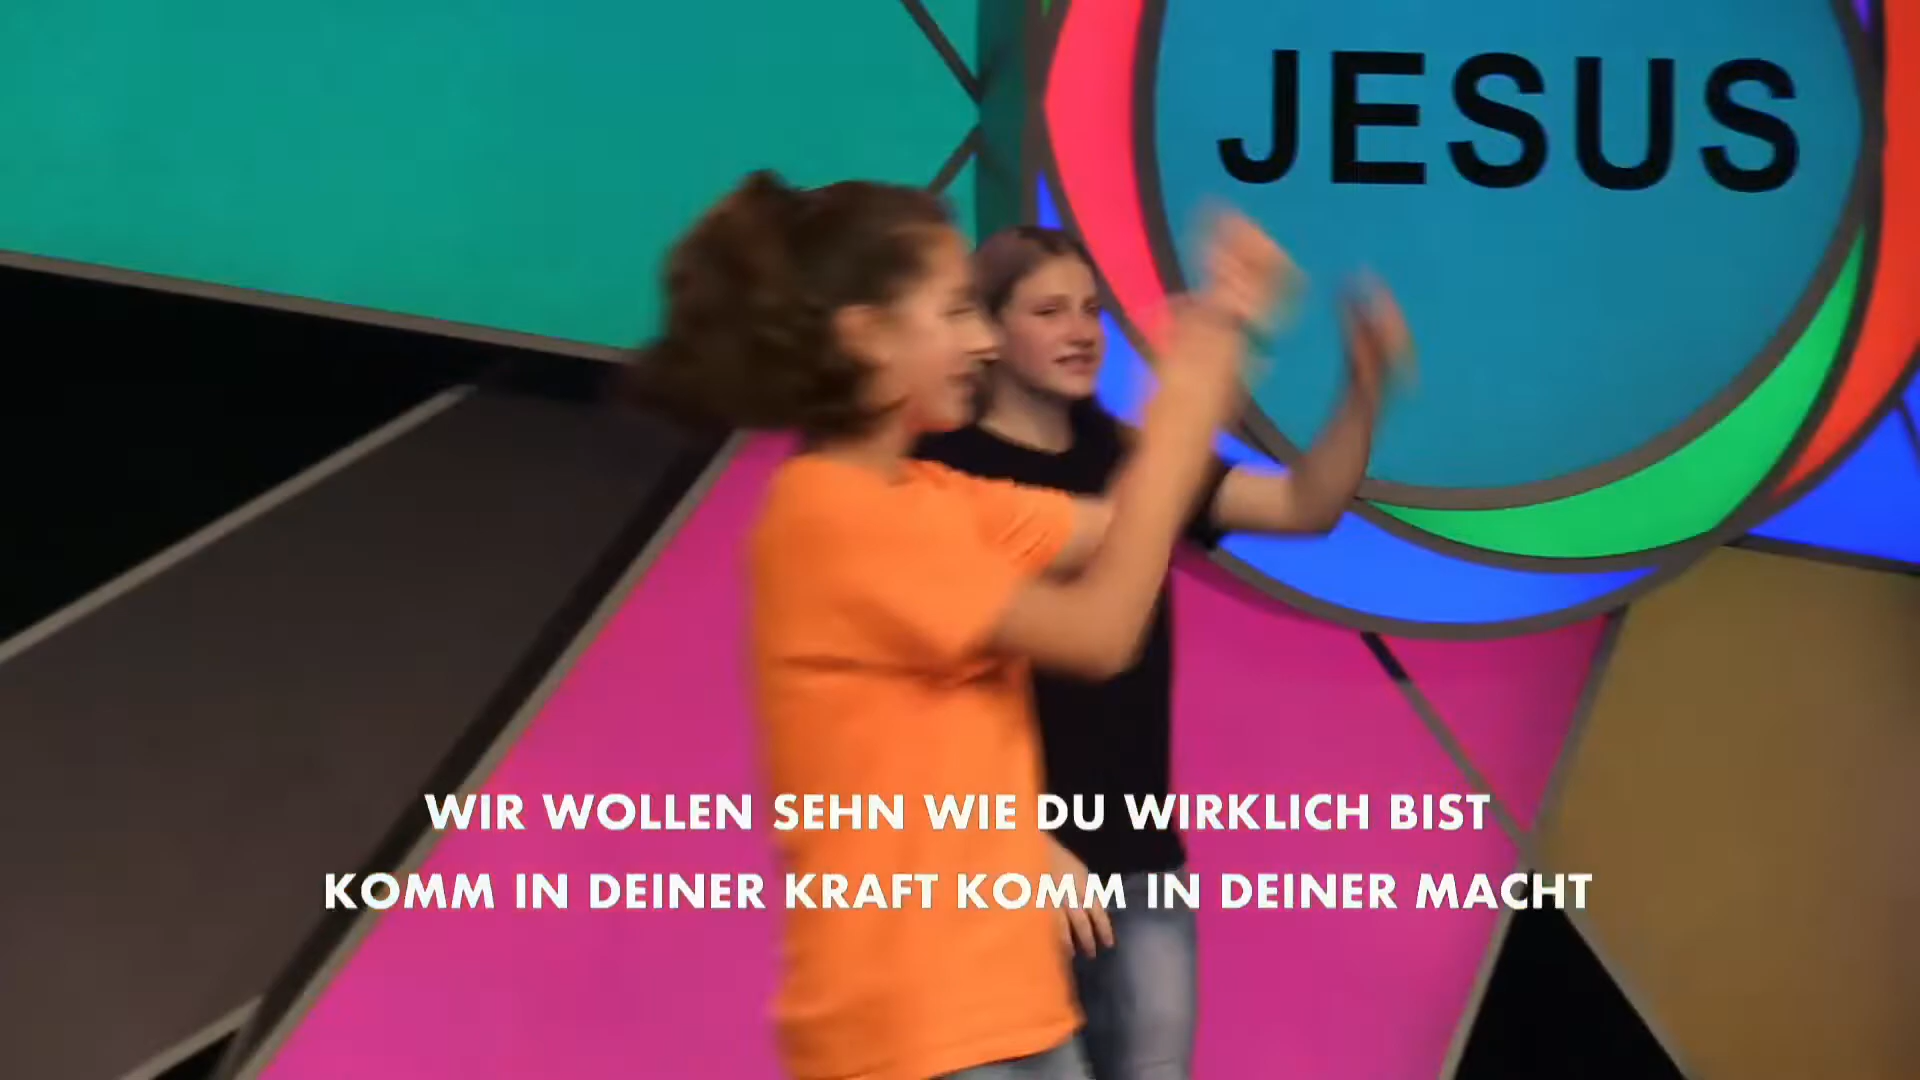 JESUS
WIR WOLLEN SEHN WIE DU WIRKLICH BIST
KOMM IN DEINER KRAFT KOMM IN DEINER MACHT